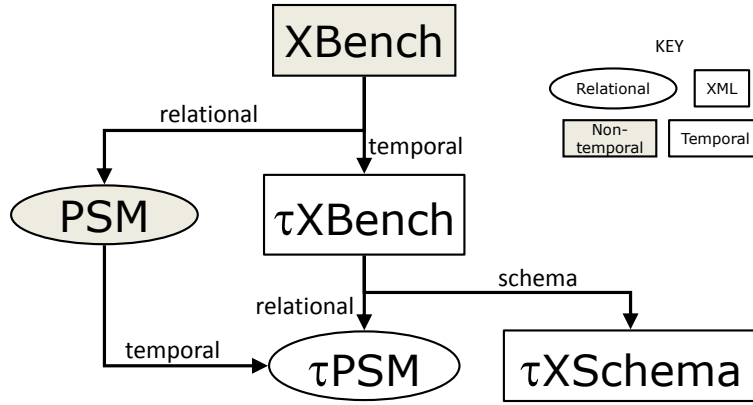 XBench
KEY
Relational
XML
Non-
temporal
Temporal
relational
temporal
PSM
τXBench
schema
relational
temporal
τPSM
τXSchema